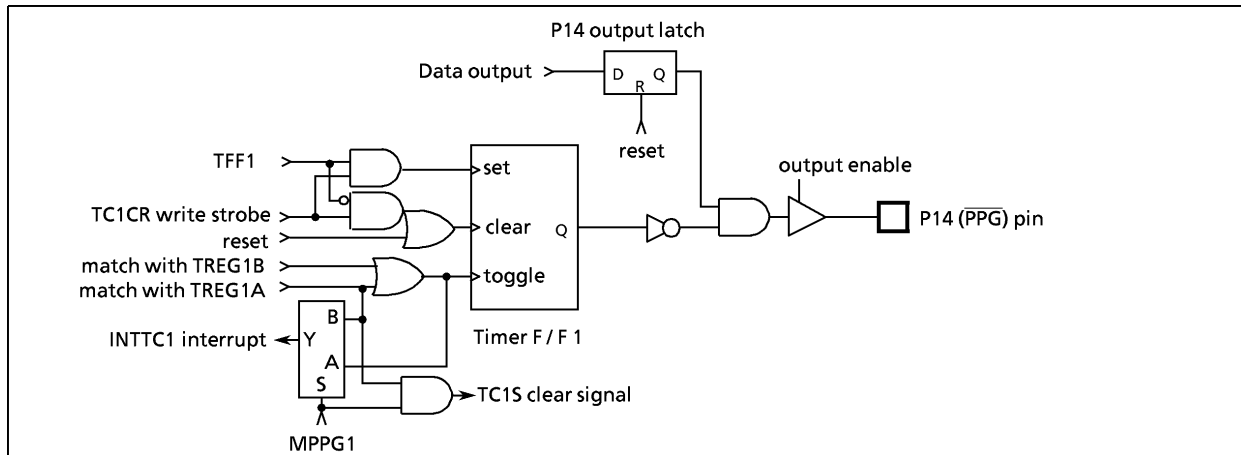 P14 output latch
Data output
D Q
R
reset
TFF1
set
output enable
TC1CR write strobe
clear
Q
P14 (PPG) pin
reset
match with TREG1B
toggle
match with TREG1A
B
INTTC1 interrupt
Y
Timer F / F 1
A
S
TC1S clear signal
MPPG1